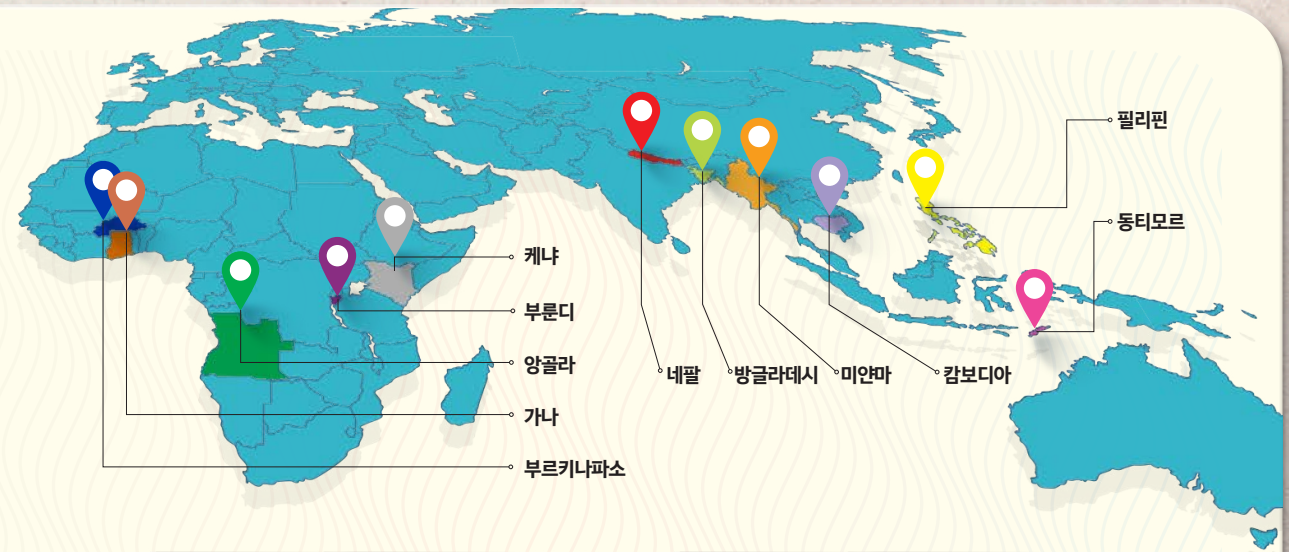 필리핀
동티모르
케냐
부룬디
앙골라
가나
부르키나파소
네팔
방글라데시
미얀마
캄보디아